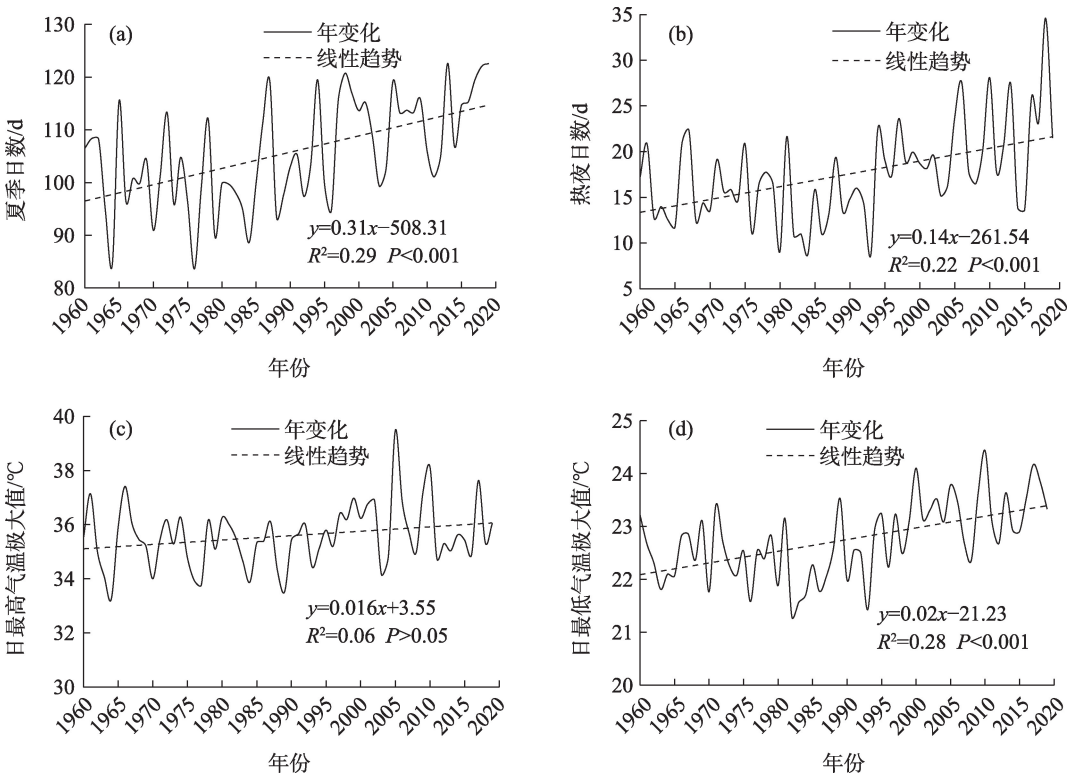 (a)
年变化
线性趋势
夏季日数/d
130
120
110
100
90
80
y=0.31x−508.31
R²=0.29 P<0.001
1960 1965 1970 1975 1980 1985 1990 1995 2000 2005 2010 2015 2020
年份
(b)
年变化
线性趋势
热夜日数/d
35
30
25
20
15
10
5
y=0.14x−261.54
R²=0.22 P<0.001
1960 1965 1970 1975 1980 1985 1990 1995 2000 2005 2010 2015 2020
年份
(c)
年变化
线性趋势
日最高气温极大值/℃
40
38
36
34
32
30
y=0.016x+3.55
R²=0.06 P>0.05
1960 1965 1970 1975 1980 1985 1990 1995 2000 2005 2010 2015 2020
年份
(d)
年变化
线性趋势
日最低气温极大值/℃
25
24
23
22
21
20
y=0.02x−21.23
R²=0.28 P<0.001
1960 1965 1970 1975 1980 1985 1990 1995 2000 2005 2010 2015 2020
年份